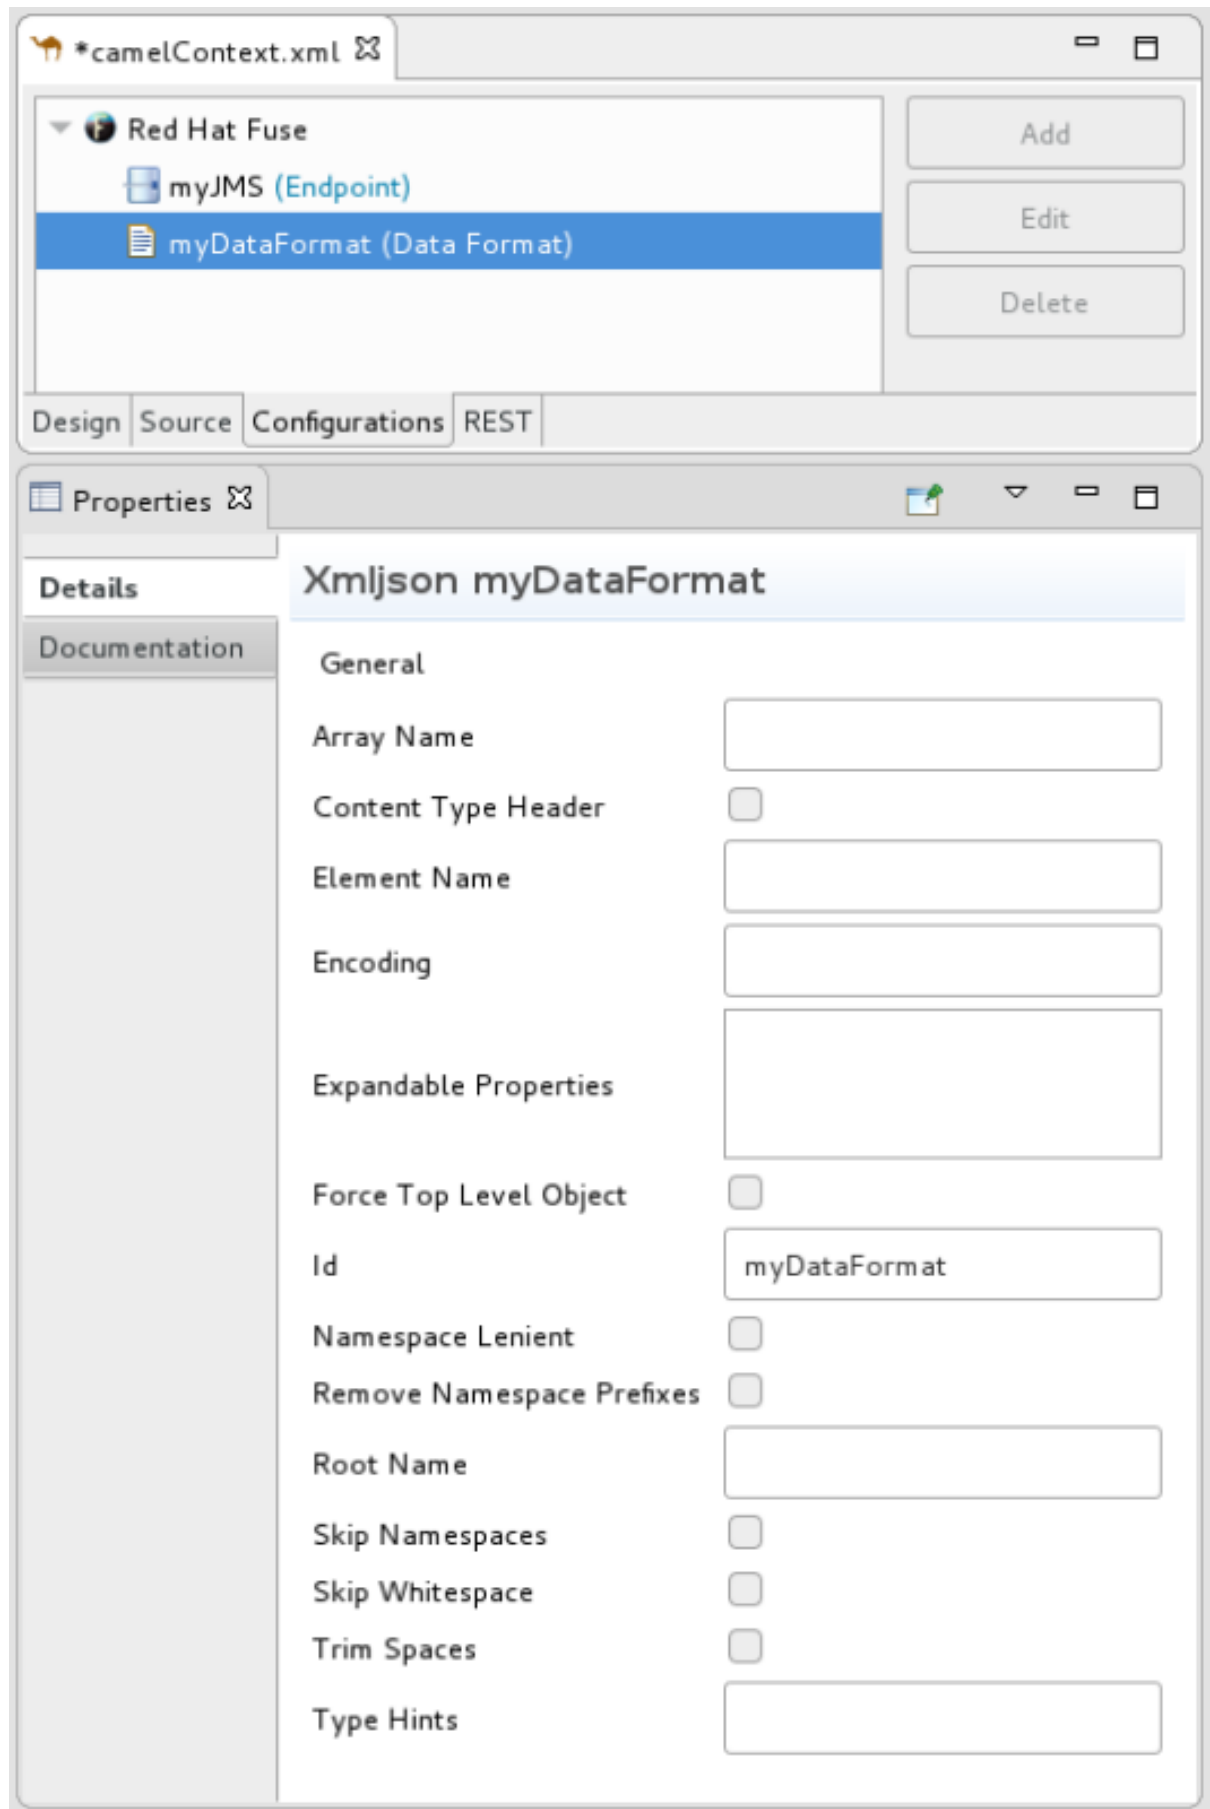 *camelContext.xml
Red Hat Fuse
Add
myJMS (Endpoint)
Edit
myDataFormat (Data Format)
Delete
Design Source Configurations REST
Properties
Details
Documentation
Xmljson myDataFormat
General
Array Name
Content Type Header
Element Name
Encoding
Expandable Properties
Force Top Level Object
Id myDataFormat
Namespace Lenient
Remove Namespace Prefixes
Root Name
Skip Namespaces
Skip Whitespace
Trim Spaces
Type Hints